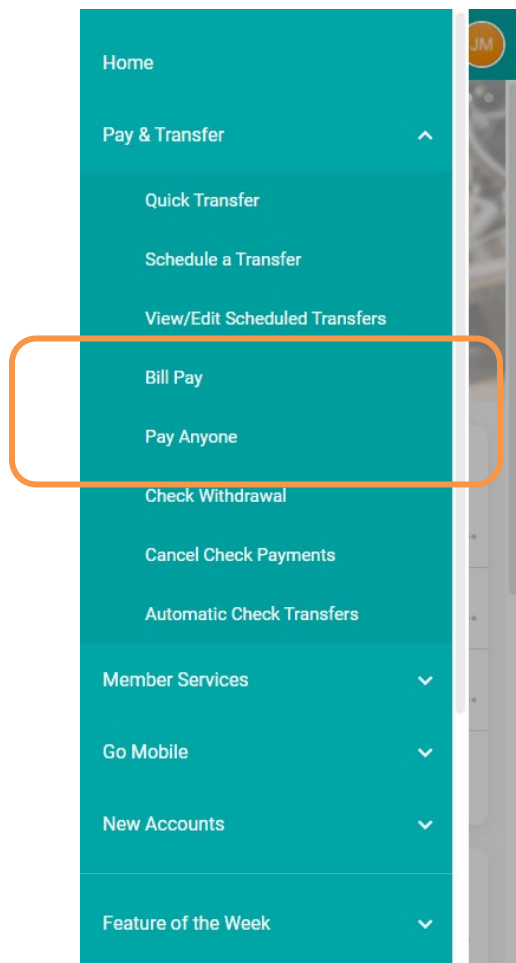 JM
Home
Pay & Transfer
Quick Transfer
Schedule a Transfer
View/Edit Scheduled Transfers
Bill Pay
Pay Anyone
Check Withdrawal
Cancel Check Payments
Automatic Check Transfers
Member Services
Go Mobile
New Accounts
Feature of the Week